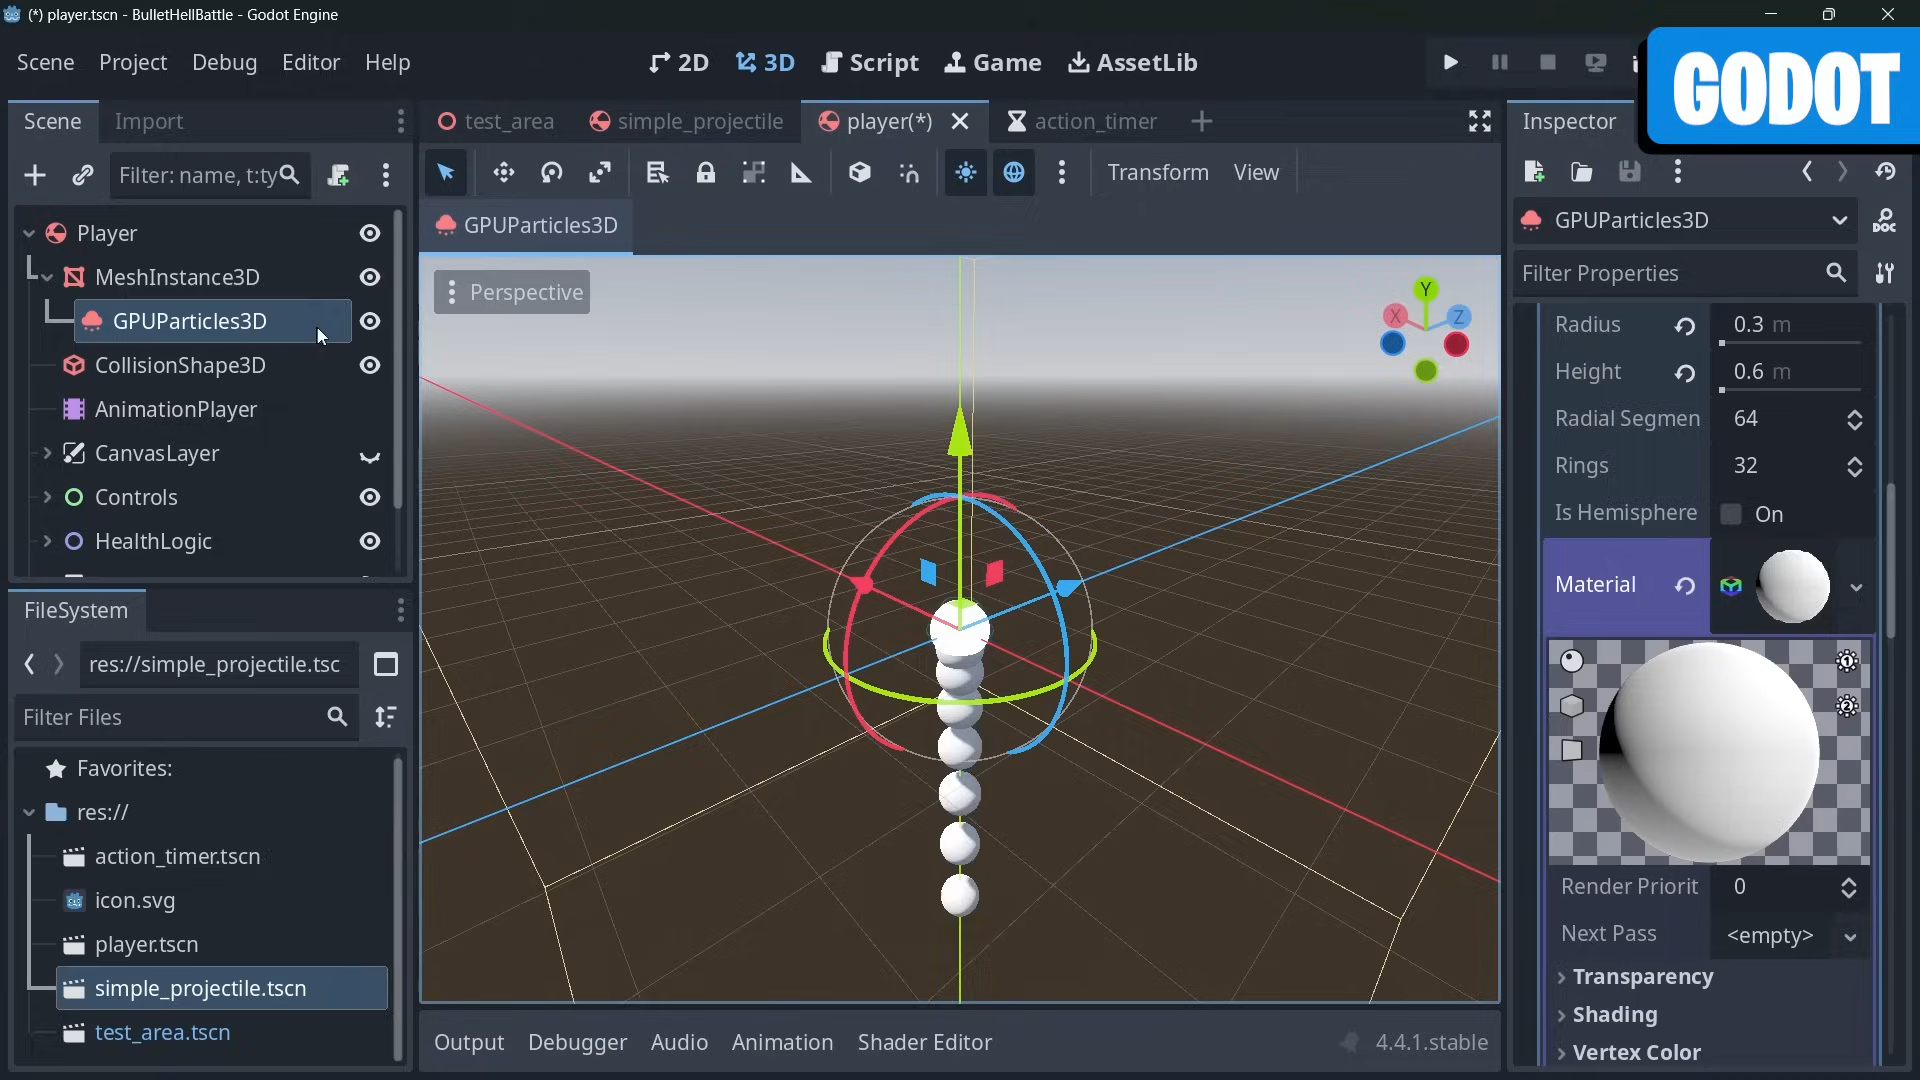 (*) player.tscn - BulletHellBattle - Godot Engine
Scene Project Debug Editor Help
2D 3D Script Game AssetLib
GODOT
Scene Import
Filter: name, t:ty
Player
MeshInstance3D
GPUParticles3D
CollisionShape3D
AnimationPlayer
CanvasLayer
Controls
HealthLogic
FileSystem
res://simple_projectile.tsc
Filter Files
Favorites:
res://
action_timer.tscn
icon.svg
player.tscn
simple_projectile.tscn
test_area.tscn
test_area simple_projectile player(*) action_timer
Transform View
GPUParticles3D
Perspective
Y
X
Z
Output Debugger Audio Animation Shader Editor 4.4.1.stable
Inspector
GPUParticles3D
DOC
Filter Properties
Radius 0.3 m
Height 0.6 m
Radial Segmen 64
Rings 32
Is Hemisphere On
Material
1
2
Render Priorit 0
Next Pass <empty>
Transparency
Shading
Vertex Color